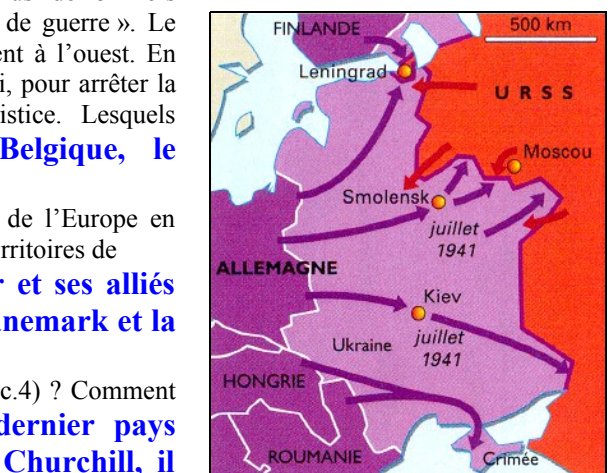 de guerre ». Le
ent à l'ouest. En
i, pour arrêter la
istice. Lesquels
Belgique, le
de l'Europe en
erritoires de
r et ses alliés
anemark et la
c.4) ? Comment
dernier pays
Churchill, il
FINLANDE
500 km
Leningrad
URSS
Moscou
Smolensk
juillet
1941
ALLEMAGNE
Kiev
juillet
1941
Ukraine
HONGRIE
ROUMANIE
Crimée